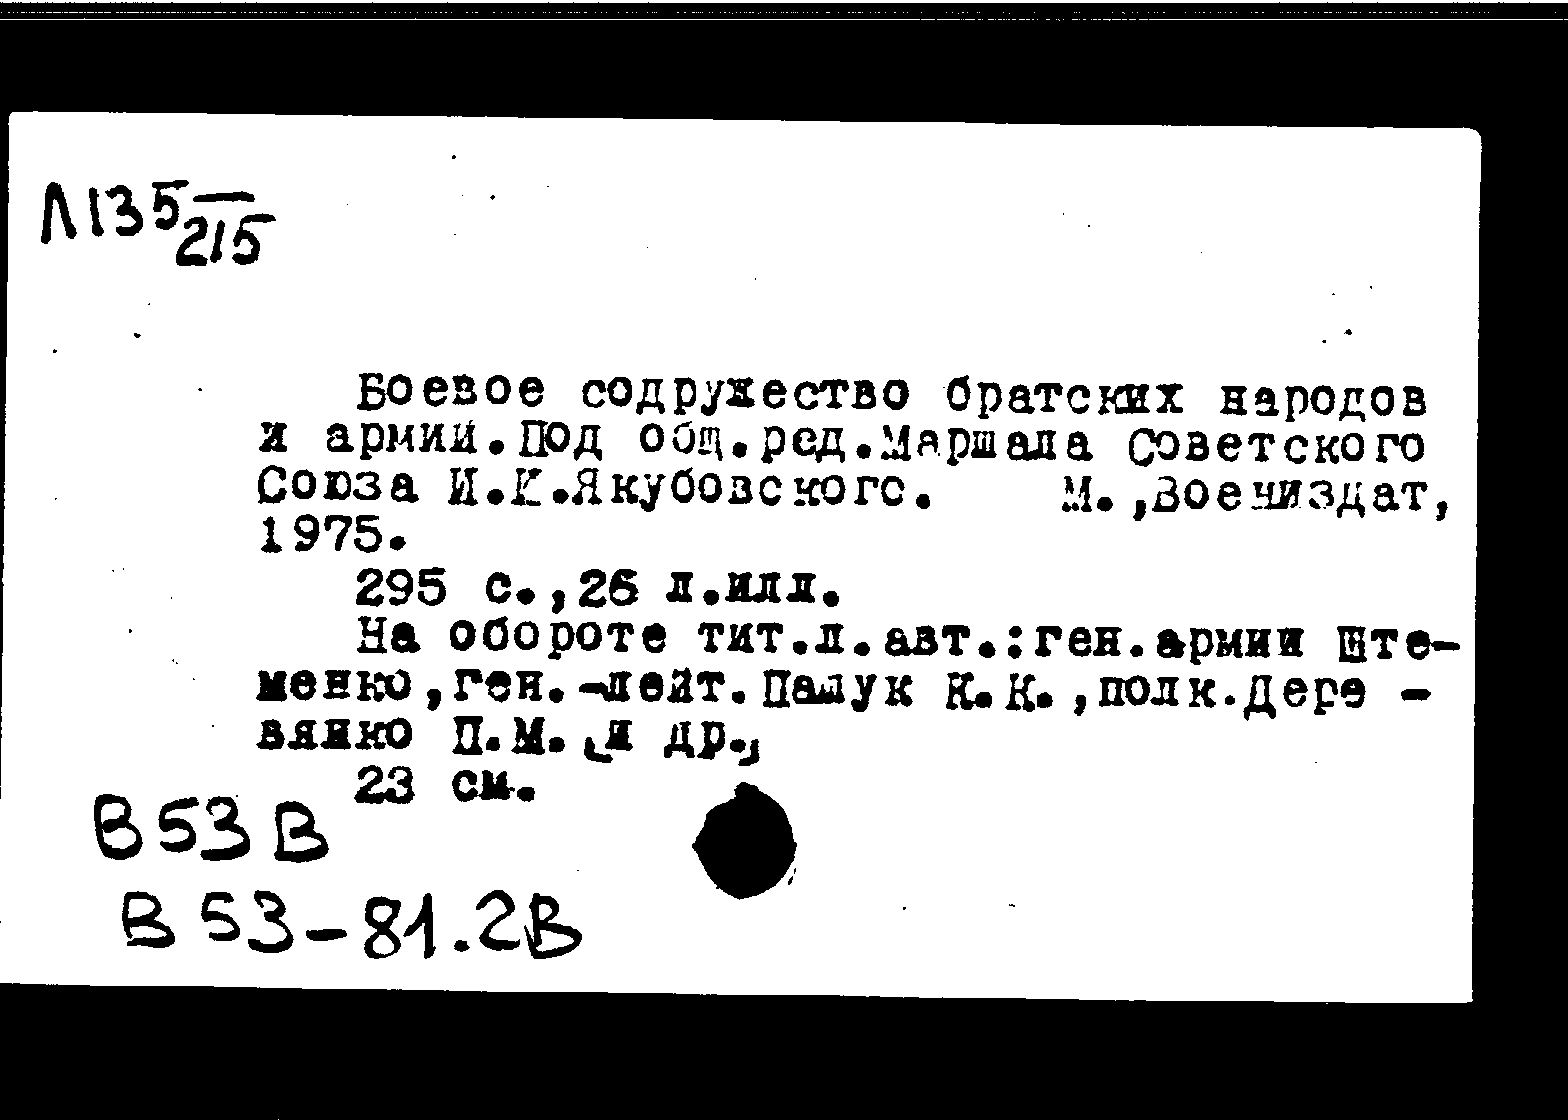 Л135
215
Боевое содружество братских народов
и армий.Под общ.ред.Маршала Советского
Союза И.И.Якубовского. М.,Воениздат,
1975.
295 с.,26 л.илл.
На обороте тит.л.авт.:ген.армии Ште-
менко,ген.-лейт.Пашук К.К.,полк.Дере -
вянко П.М. [и др.]
23 см.
В53В
В53-81.2В